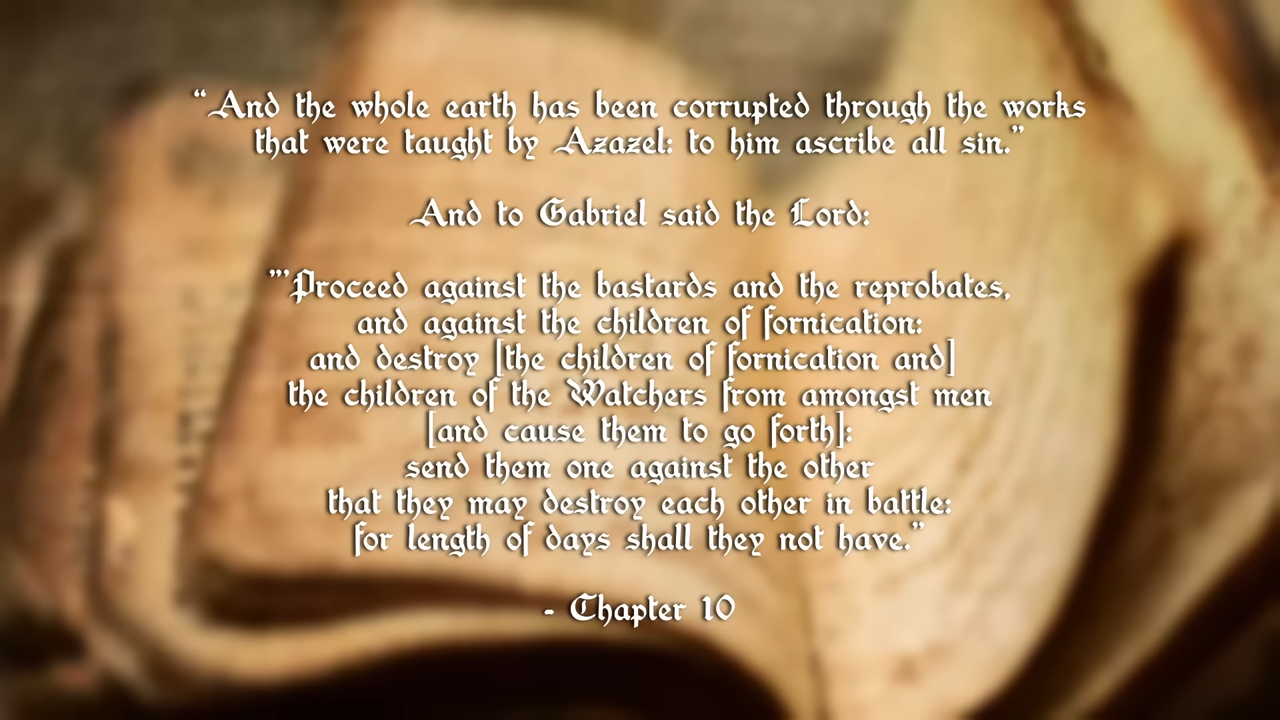 “And the whole earth has been corrupted through the works
that were taught by Azazel: to him ascribe all sin.”
And to Gabriel said the Lord:
”’Proceed against the bastards and the reprobates,
and against the children of fornication:
and destroy [the children of fornication and]
the children of the Watchers from amongst men
[and cause them to go forth]:
send them one against the other
that they may destroy each other in battle:
for length of days shall they not have.”
- Chapter 10